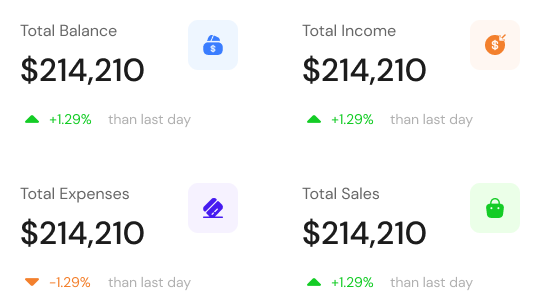 Total Balance
$214,210
+1.29% than last day
Total Income
$214,210
+1.29% than last day
Total Expenses
$214,210
-1.29% than last day
Total Sales
$214,210
+1.29% than last day